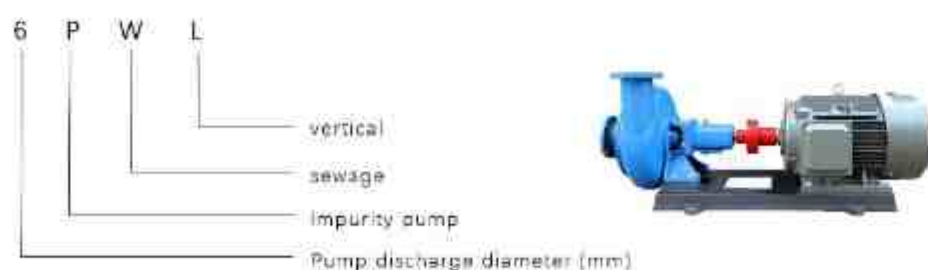 6 P W L
vertical
sewage
Impurity pump
Pump discharge diameter (mm)